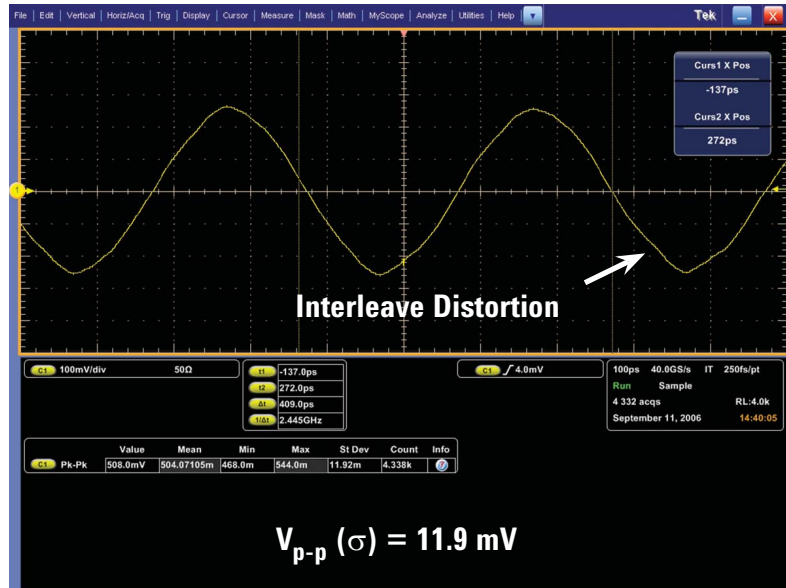 File | Edit | Vertical | Horiz/Acq | Trig | Display | Cursor | Measure | Mask | Math | MyScope | Analyze | Utilities | Help
Tek
X
Curs1 X Pos
-137ps
Curs2 X Pos
272ps
1
Interleave Distortion
C1 100mV/div 50Ω
t1 -137.0ps
t2 272.0ps
Δt 409.0ps
1/Δt 2.445GHz
C1 4.0mV
100ps 40.0GS/s IT 250fs/pt
Run Sample
4 332 acqs RL:4.0k
September 11, 2006 14:40:05
Value Mean Min Max St Dev Count Info
C1 Pk-Pk 508.0mV 504.07105m 468.0m 544.0m 11.92m 4.338k
Vp-p (σ) = 11.9 mV